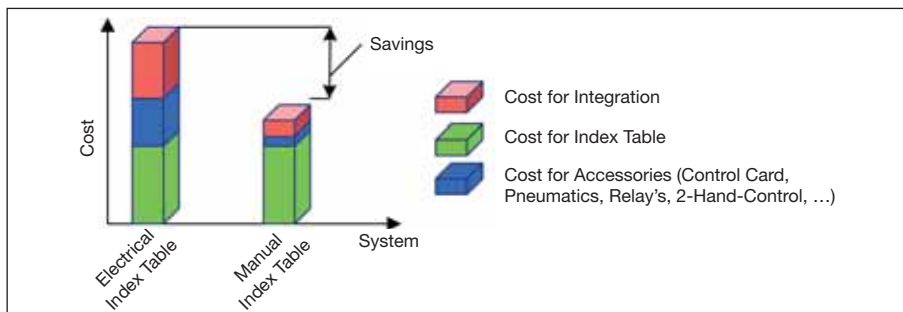 Savings
Cost for Integration
Cost for Index Table
Cost for Accessories (Control Card,
Pneumatics, Relay's, 2-Hand-Control, …)
Cost
System
Electrical
Index Table
Manual
Index Table